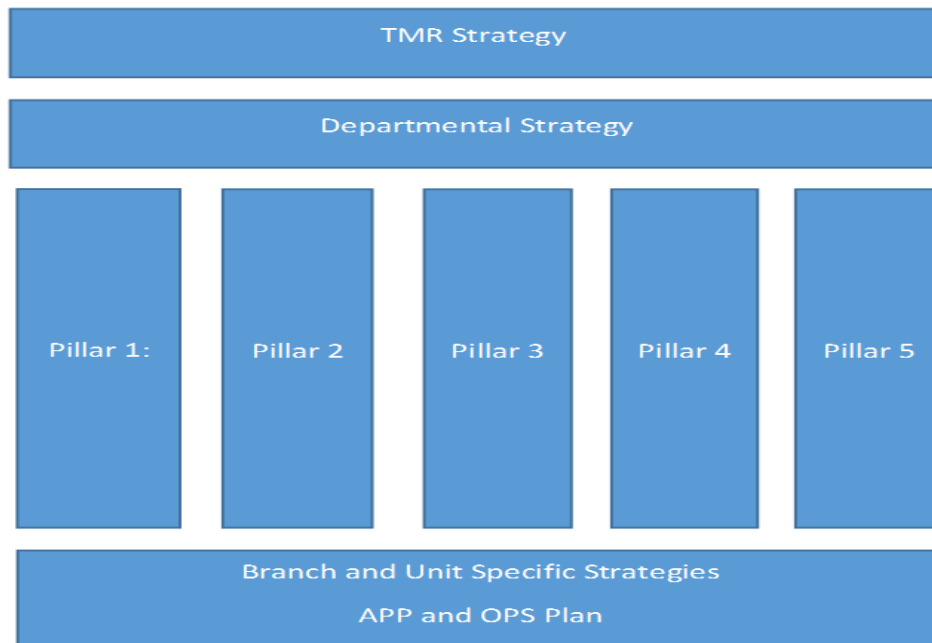 TMR Strategy
Departmental Strategy
Pillar 1:
Pillar 2
Pillar 3
Pillar 4
Pillar 5
Branch and Unit Specific Strategies
APP and OPS Plan